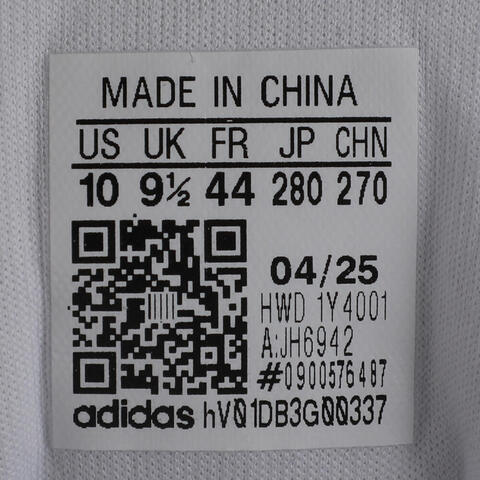 MADE IN CHINA
US UK FR JP CHN
10 9½ 44 280 270
04/25
HWD 1Y4001
A:JH6942
#0900576487
adidas hV01DB3G00337